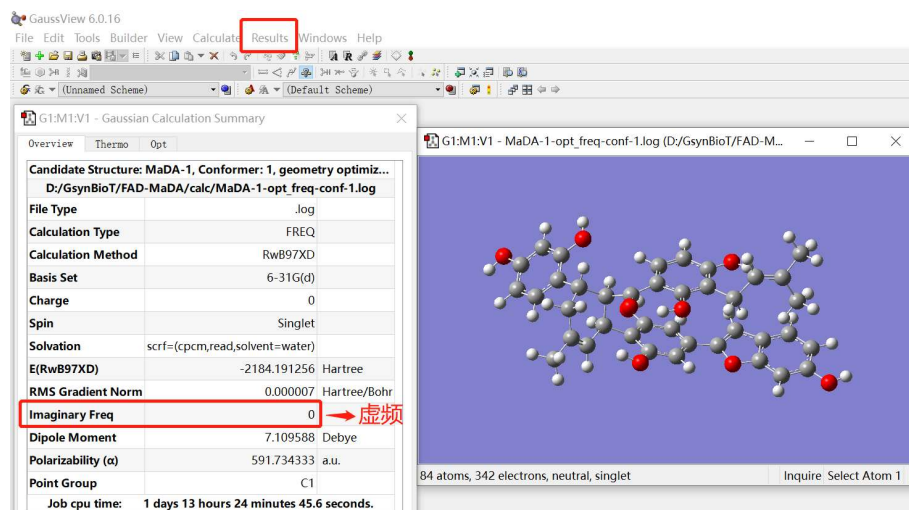 GaussView 6.0.16
File Edit Tools Builder View Calculate Results Windows Help
(Unnamed Scheme) (Default Scheme)
G1:M1:V1 - Gaussian Calculation Summary
Overview Thermo Opt
Candidate Structure: MaDA-1, Conformer: 1, geometry optimiz...
D:/GsynBioT/FAD-MaDA/calc/MaDA-1-opt_freq-conf-1.log
File Type .log
Calculation Type FREQ
Calculation Method RwB97XD
Basis Set 6-31G(d)
Charge 0
Spin Singlet
Solvation scrf=(cpcm,read,solvent=water)
E(RwB97XD) -2184.191256 Hartree
RMS Gradient Norm 0.000007 Hartree/Bohr
Imaginary Freq 0 虚频
Dipole Moment 7.109588 Debye
Polarizability (α) 591.734333 a.u.
Point Group C1
Job cpu time: 1 days 13 hours 24 minutes 45.6 seconds.
G1:M1:V1 - MaDA-1-opt_freq-conf-1.log (D:/GsynBioT/FAD-M...
84 atoms, 342 electrons, neutral, singlet
Inquire Select Atom 1